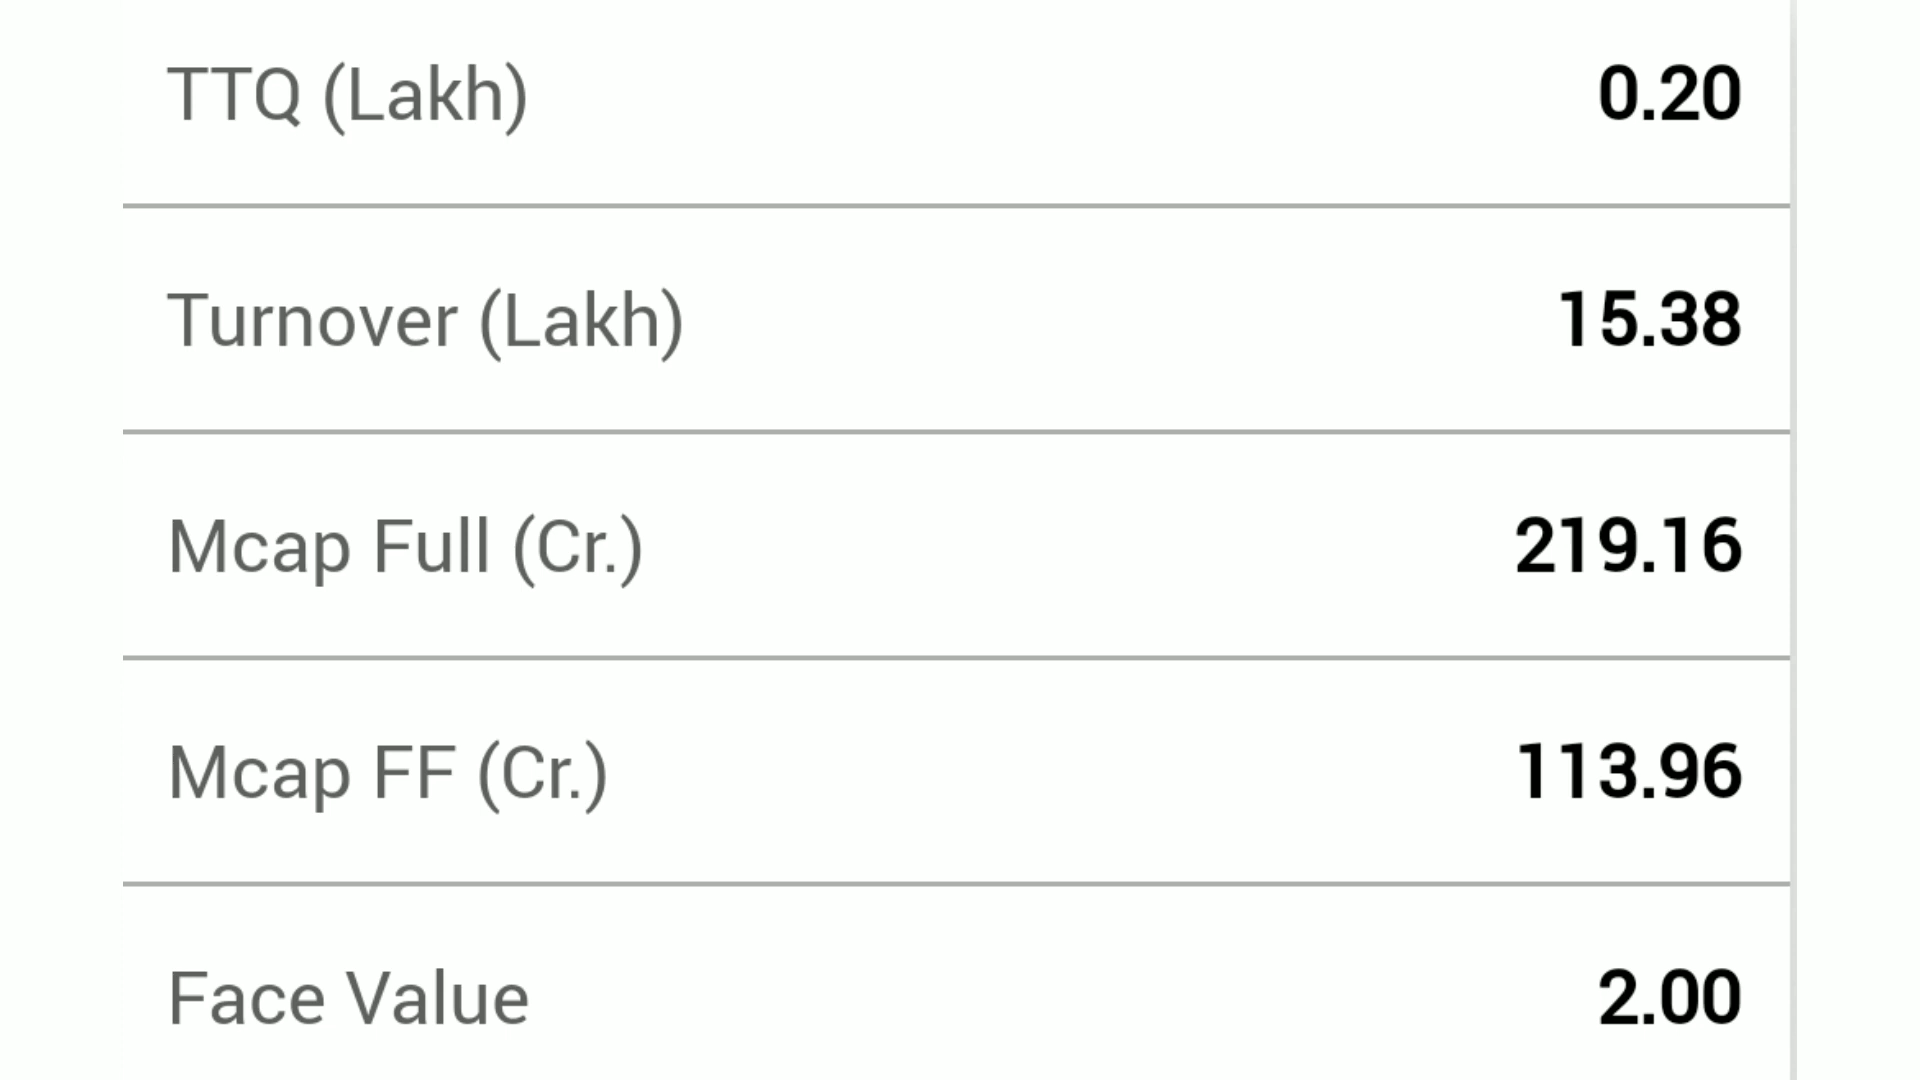 TTQ (Lakh) 0.20
Turnover (Lakh) 15.38
Mcap Full (Cr.) 219.16
Mcap FF (Cr.) 113.96
Face Value 2.00